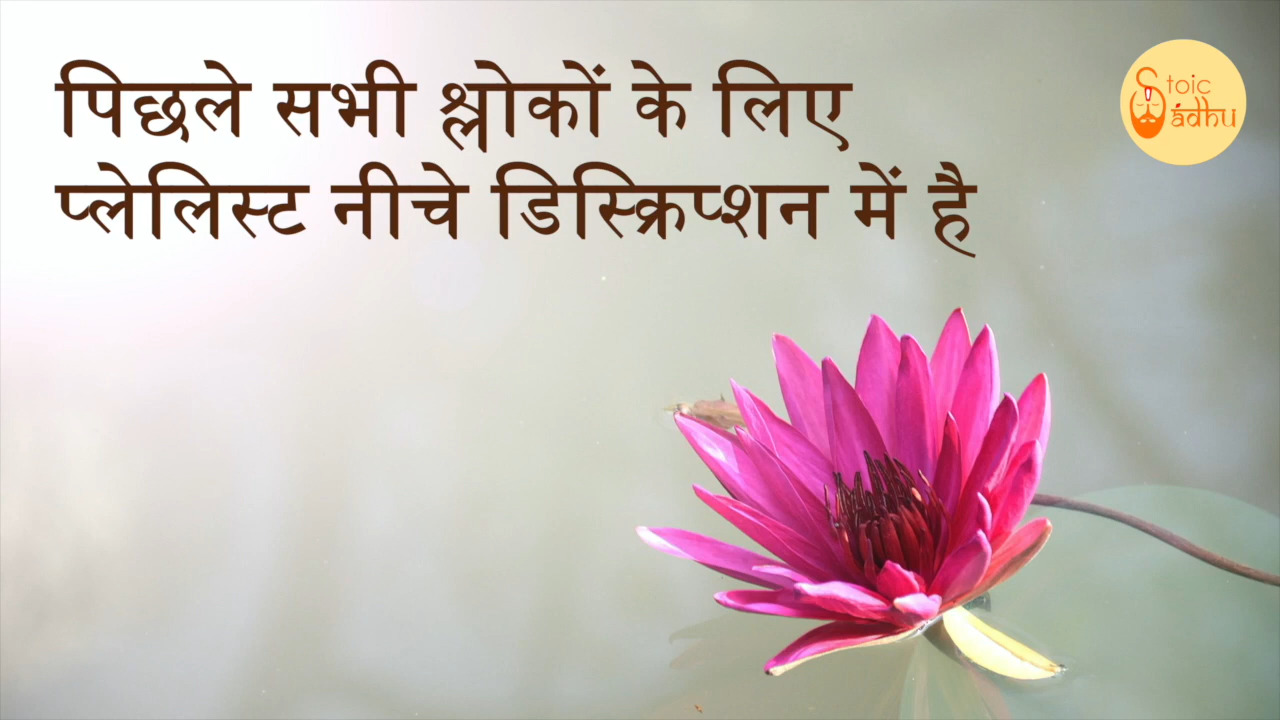 पिछले सभी श्लोकों के लिए
प्लेलिस्ट नीचे डिस्क्रिप्शन में है
Stoic
Sadhu